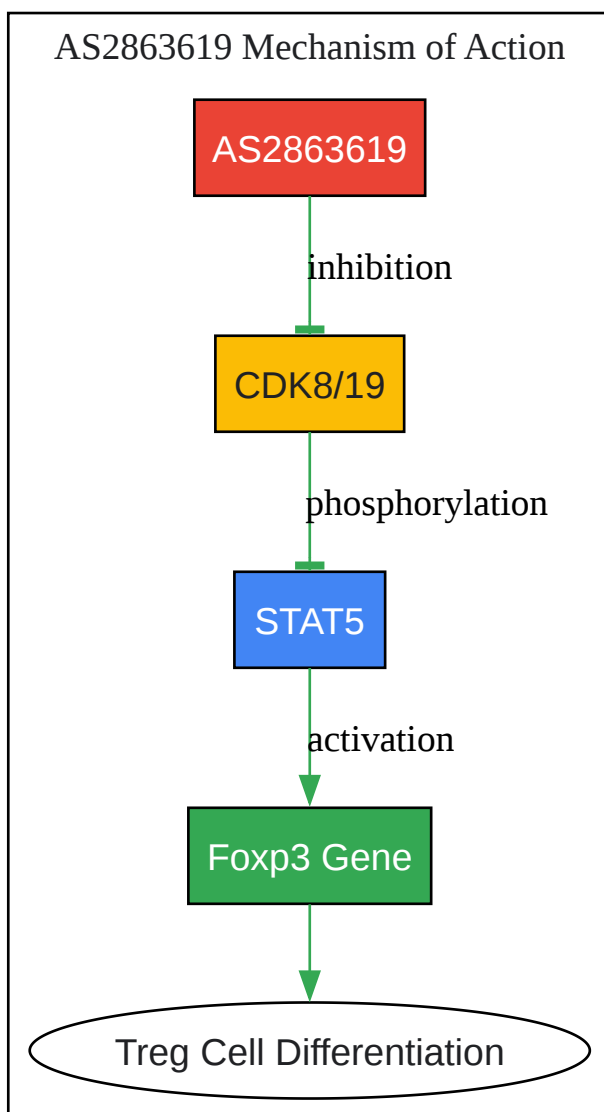 AS2863619 Mechanism of Action
AS2863619
inhibition
CDK8/19
phosphorylation
STAT5
activation
Foxp3 Gene
Treg Cell Differentiation